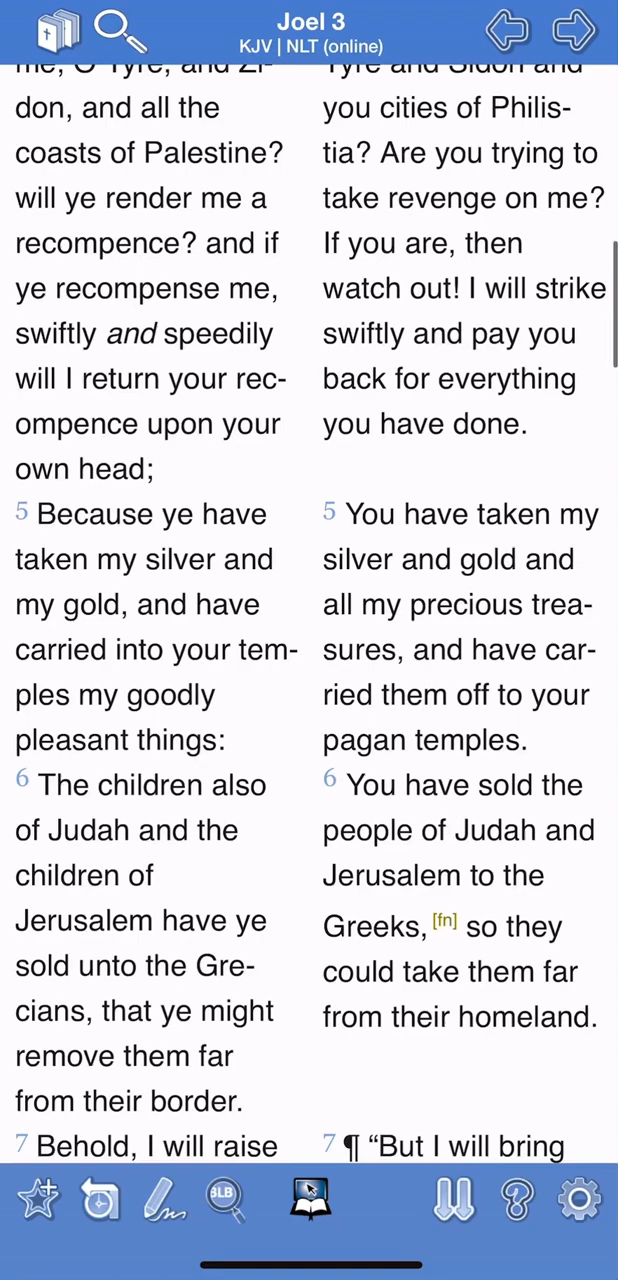 Joel 3
KJV | NLT (online)
me, O Tyre, and Zi-
don, and all the
coasts of Palestine?
will ye render me a
recompence? and if
ye recompense me,
swiftly and speedily
will I return your rec-
ompence upon your
own head;
5 Because ye have
taken my silver and
my gold, and have
carried into your tem-
ples my goodly
pleasant things:
6 The children also
of Judah and the
children of
Jerusalem have ye
sold unto the Gre-
cians, that ye might
remove them far
from their border.
7 Behold, I will raise
Tyre and Sidon and
you cities of Philis-
tia? Are you trying to
take revenge on me?
If you are, then
watch out! I will strike
swiftly and pay you
back for everything
you have done.
5 You have taken my
silver and gold and
all my precious trea-
sures, and have car-
ried them off to your
pagan temples.
6 You have sold the
people of Judah and
Jerusalem to the
Greeks, [fn] so they
could take them far
from their homeland.
7 ¶ “But I will bring
BLB